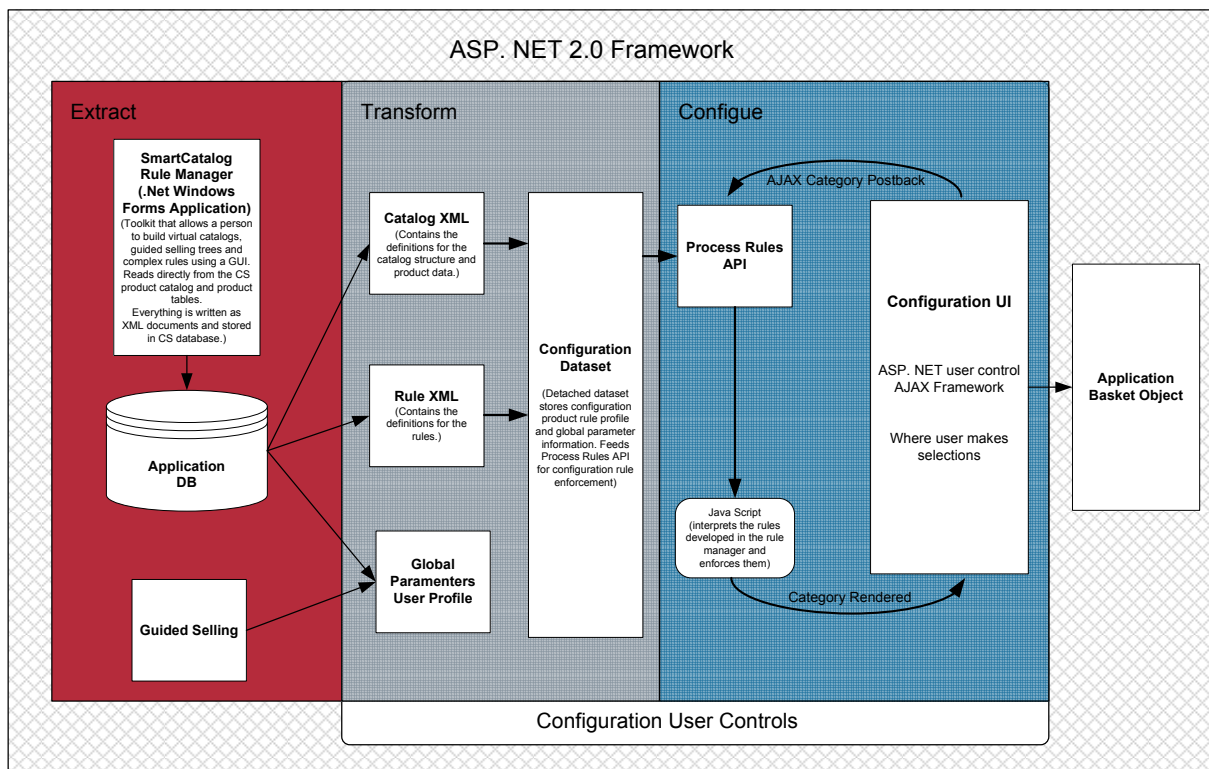 ASP. NET 2.0 Framework
Extract
SmartCatalog
Rule Manager
(.Net Windows
Forms Application)
(Toolkit that allows a person
to build virtual catalogs,
guided selling trees and
complex rules using a GUI.
Reads directly from the CS
product catalog and product
tables.
Everything is written as
XML documents and stored
in CS database.)
Application
DB
Guided Selling
Transform
Catalog XML
(Contains the
definitions for the
catalog structure and
product data.)
Rule XML
(Contains the
definitions for the
rules.)
Global
Paramenters
User Profile
Configuration
Dataset
(Detached dataset
stores configuration
product rule profile
and global parameter
information. Feeds
Process Rules API
for configuration rule
enforcement)
Configue
AJAX Category Postback
Process Rules
API
Java Script
(interprets the rules
developed in the rule
manager and
enforces them)
Category Rendered
Configuration UI
ASP. NET user control
AJAX Framework
Where user makes
selections
Application
Basket Object
Configuration User Controls